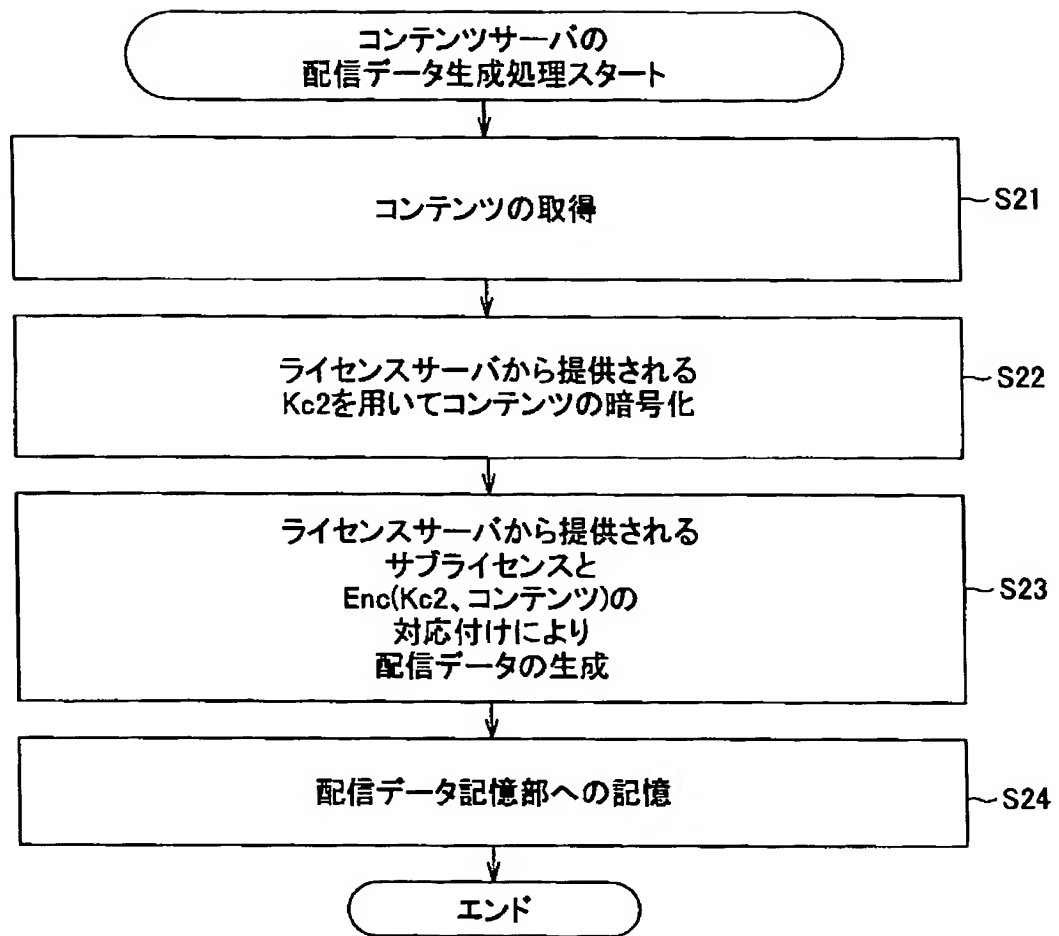 コンテンツサーバの
配信データ生成処理スタート
コンテンツの取得
S21
ライセンスサーバから提供される
Kc2を用いてコンテンツの暗号化
S22
ライセンスサーバから提供される
サブライセンスと
Enc(Kc2、コンテンツ)の
対応付けにより
配信データの生成
S23
配信データ記憶部への記憶
S24
エンド